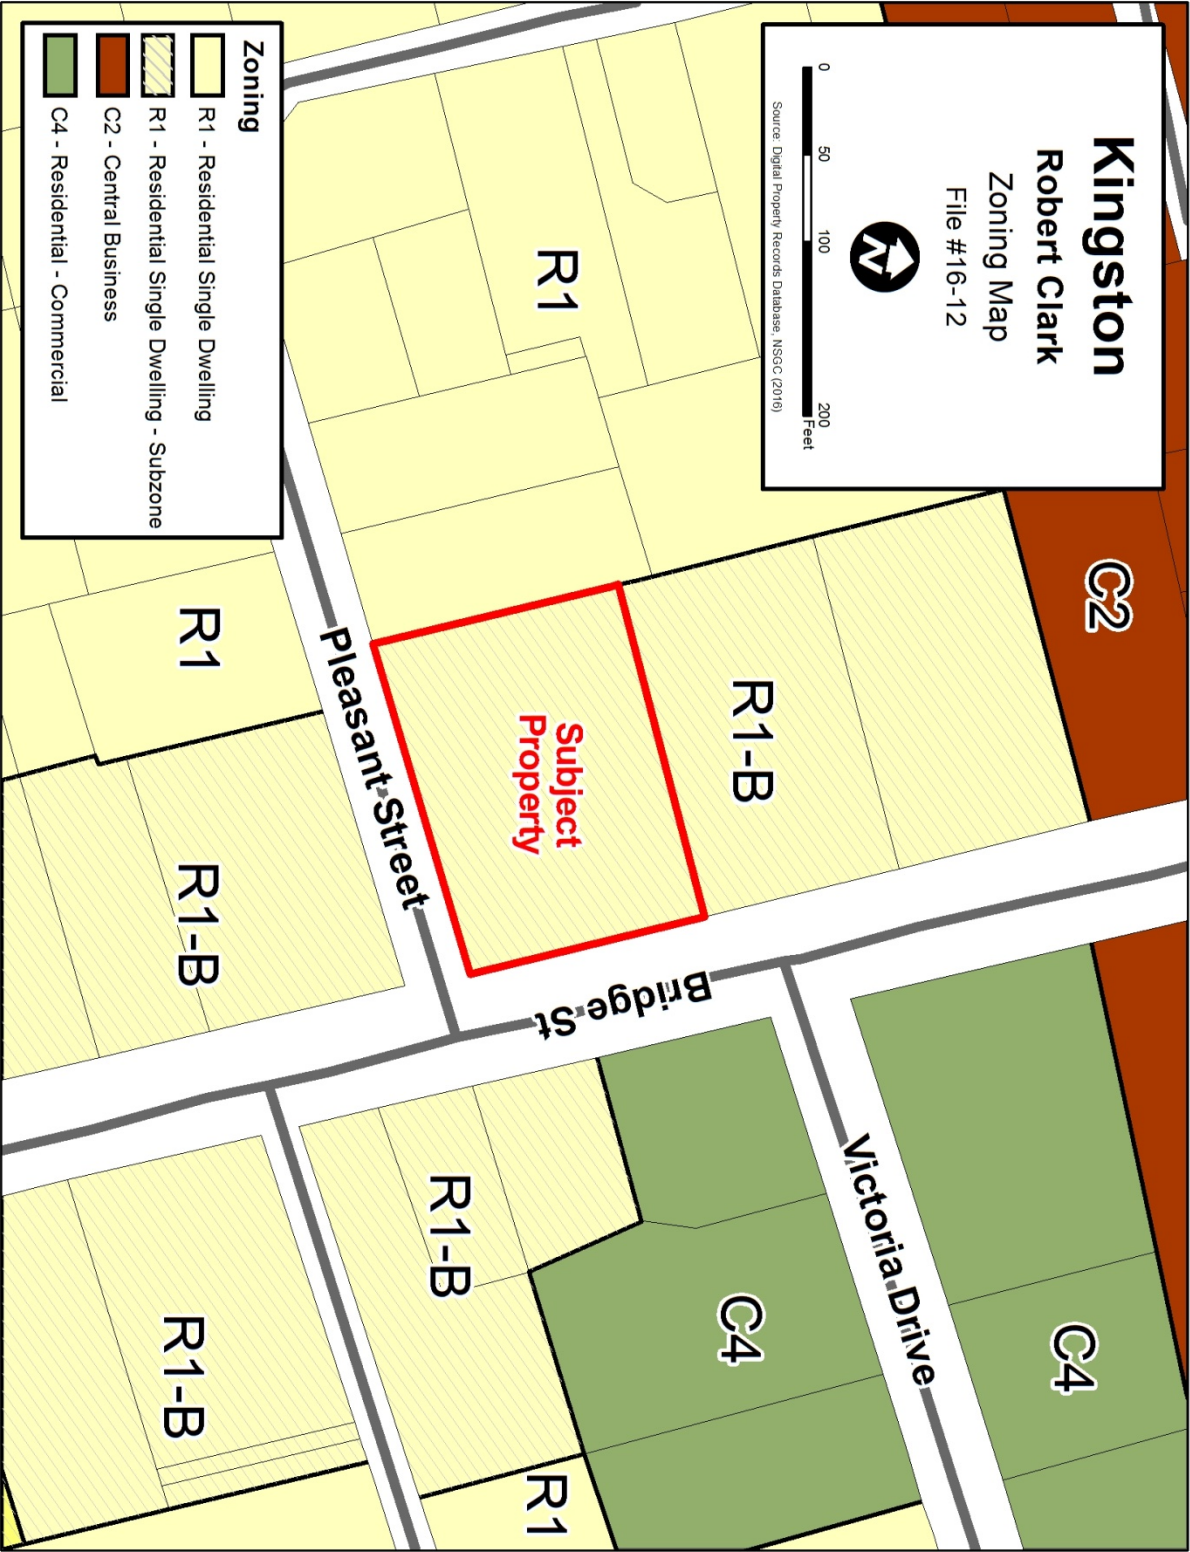 Kingston
Robert Clark
Zoning Map
File #16-12
N
0 50 100 200
Feet
Source: Digital Property Records Database, NSGC (2016)
C2
R1
R1-B
Subject
Property
Pleasant Street
Bridge St
Victoria Drive
C4
C4
R1
R1-B
R1-B
R1-B
R1
Zoning
R1 - Residential Single Dwelling
R1 - Residential Single Dwelling - Subzone
C2 - Central Business
C4 - Residential - Commercial